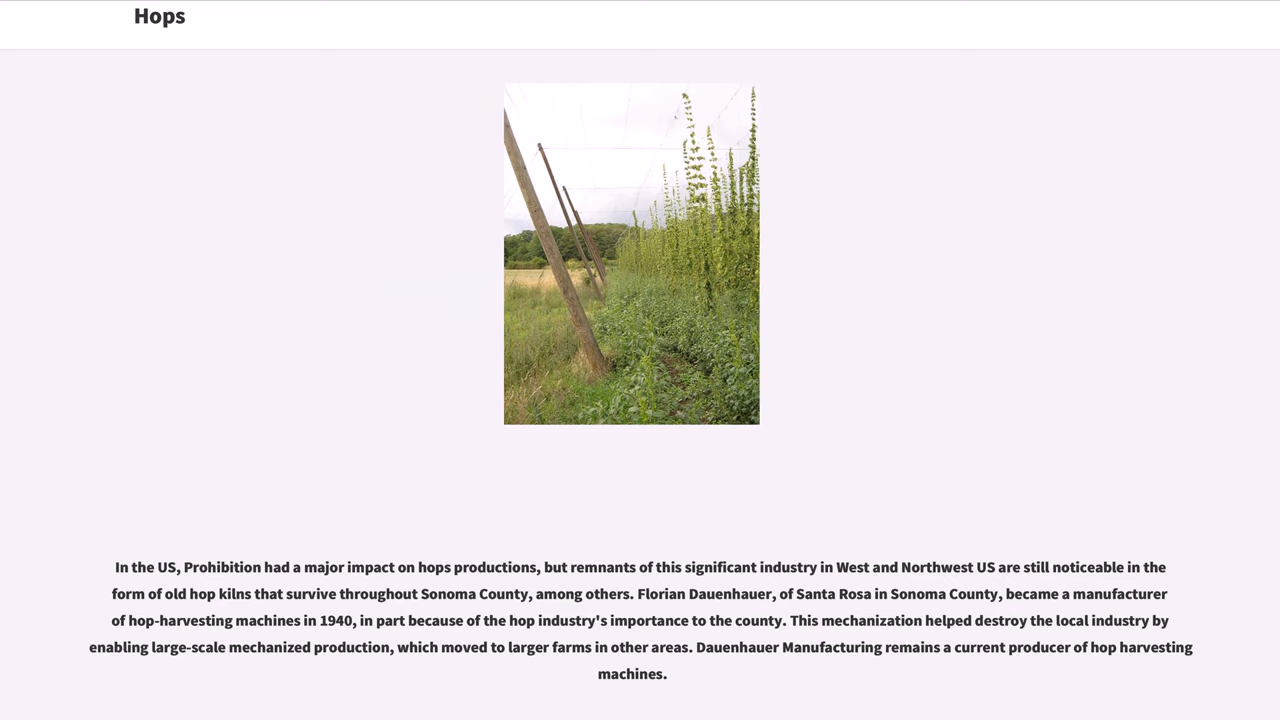 Hops
In the US, Prohibition had a major impact on hops productions, but remnants of this significant industry in West and Northwest US are still noticeable in the
form of old hop kilns that survive throughout Sonoma County, among others. Florian Dauenhauer, of Santa Rosa in Sonoma County, became a manufacturer
of hop-harvesting machines in 1940, in part because of the hop industry's importance to the county. This mechanization helped destroy the local industry by
enabling large-scale mechanized production, which moved to larger farms in other areas. Dauenhauer Manufacturing remains a current producer of hop harvesting
machines.